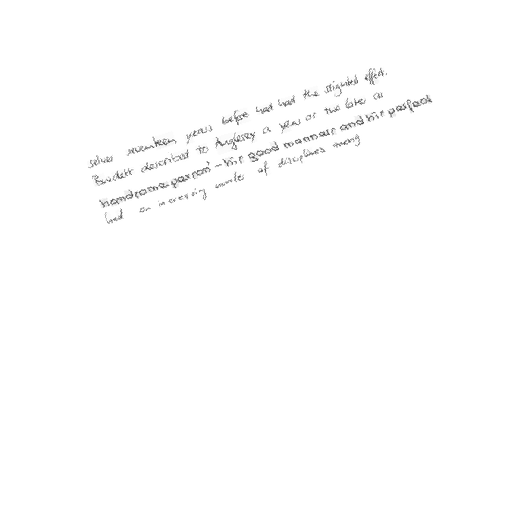 selves seventeen years before had had the slightest effect.
Burdett described to Anglesey a year or two later as
handsome person' - his good manners and his perfect
had an increasing number of disciplines among